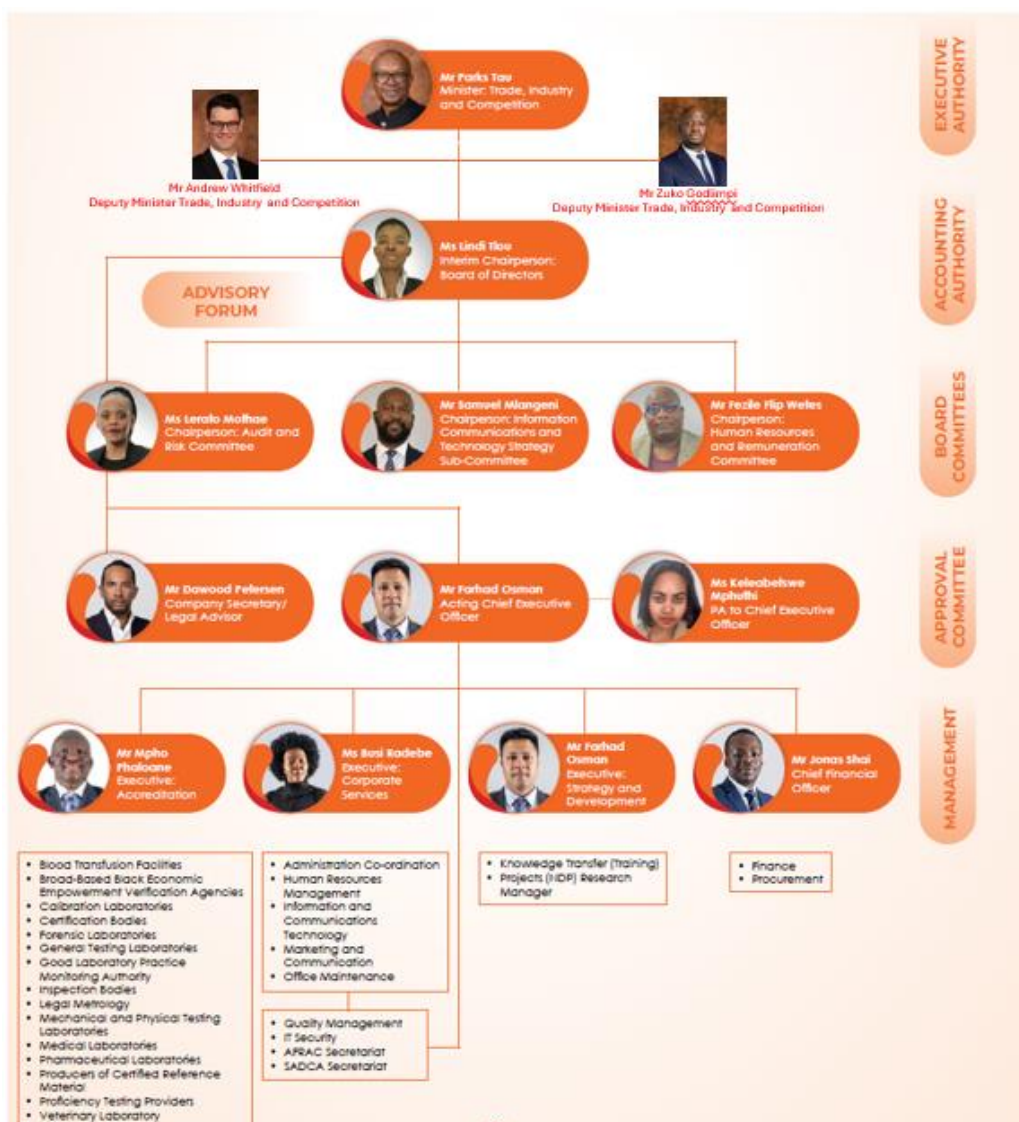 EXECUTIVE
AUTHORITY
Mr Parks Tau
Minister: Trade, Industry
and Competition
Mr Andrew Whitfield
Deputy Minister Trade, Industry and Competition
Mr Zuko Godlimpi
Deputy Minister Trade, Industry and Competition
ACCOUNTING
AUTHORITY
Ms Lindi Tlou
Interim Chairperson:
Board of Directors
ADVISORY
FORUM
BOARD
COMMITTEES
Ms Lerato Mothae
Chairperson: Audit and
Risk Committee
Mr Samuel Mlangeni
Chairperson: Information
Communications and
Technology Strategy
Sub-Committee
Mr Fezile Flip Wetes
Chairperson:
Human Resources
and Remuneration
Committee
APPROVAL
COMMITTEE
Mr Dawood Petersen
Company Secretary/
Legal Advisor
Mr Farhad Osman
Acting Chief Executive
Officer
Ms Keleabetswe
Mphuthi
PA to Chief Executive
Officer
MANAGEMENT
Mr Mpho
Phaloane
Executive:
Accreditation
Ms Busi Radebe
Executive:
Corporate
Services
Mr Farhad
Osman
Executive:
Strategy and
Development
Mr Jonas Shai
Chief Financial
Officer
• Blood Transfusion Facilities
• Broad-Based Black Economic
Empowerment Verification Agencies
• Calibration Laboratories
• Certification Bodies
• Forensic Laboratories
• General Testing Laboratories
• Good Laboratory Practice
Monitoring Authority
• Inspection Bodies
• Legal Metrology
• Mechanical and Physical Testing
Laboratories
• Medical Laboratories
• Pharmaceutical Laboratories
• Producers of Certified Reference
Material
• Proficiency Testing Providers
• Veterinary Laboratory
• Administration Co-ordination
• Human Resources
Management
• Information and
Communications
Technology
• Marketing and
Communication
• Office Maintenance
• Quality Management
• IT Security
• AFRAC Secretariat
• SADCA Secretariat
• Knowledge Transfer (Training)
• Projects (NDP) Research
Manager
• Finance
• Procurement